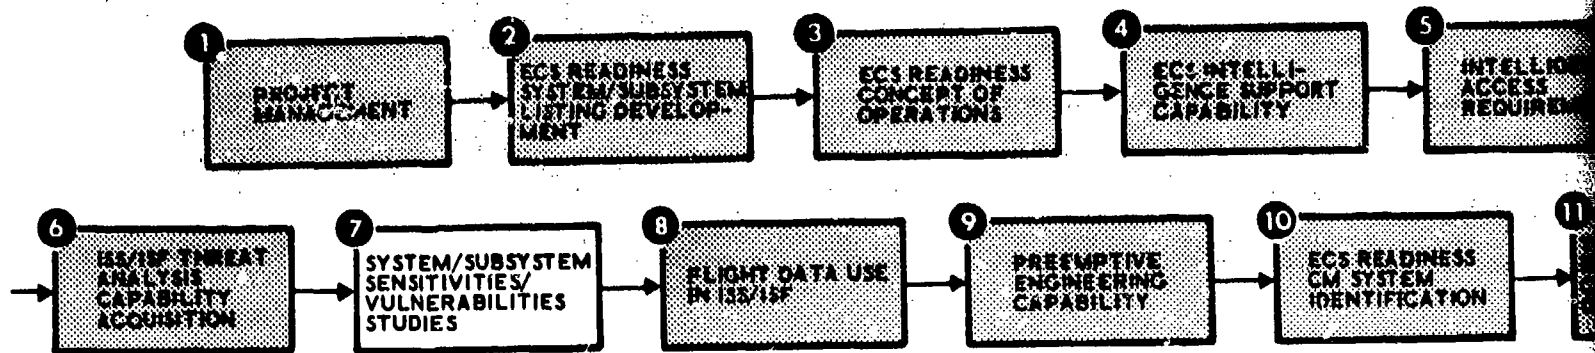 1
PROJECT
MANAGEMENT
2
ECS READINESS
SYSTEM/SUBSYSTEM
LISTING DEVELOP-
MENT
3
ECS READINESS
CONCEPT OF
OPERATIONS
4
ECS INTELLI-
GENCE SUPPORT
CAPABILITY
5
ACCESS
6
ISS/ISF THREAT
ANALYSIS
CAPABILITY
ACQUISITION
7
SYSTEM/SUBSYSTEM
SENSITIVITIES/
VULNERABILITIES
STUDIES
8
FLIGHT DATA USE
IN ISS/ISF
9
PREEMPTIVE
ENGINEERING
CAPABILITY
10
ECS READINESS
CM SYSTEM
IDENTIFICATION
11